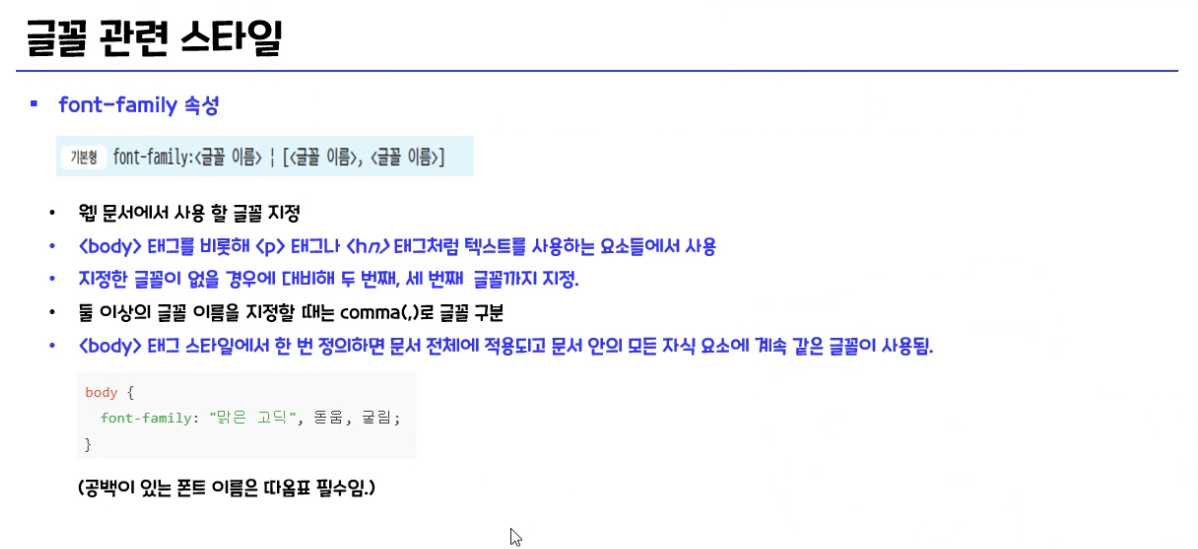 글꼴 관련 스타일
▪ font-family 속성
기본형 font-family:<글꼴 이름> ¦ [<글꼴 이름>, <글꼴 이름>]
• 웹 문서에서 사용 할 글꼴 지정
• <body> 태그를 비롯해 <p> 태그나 <hn> 태그처럼 텍스트를 사용하는 요소들에서 사용
• 지정한 글꼴이 없을 경우에 대비해 두 번째, 세 번째 글꼴까지 지정.
• 둘 이상의 글꼴 이름을 지정할 때는 comma(,)로 글꼴 구분
• <body> 태그 스타일에서 한 번 정의하면 문서 전체에 적용되고 문서 안의 모든 자식 요소에 계속 같은 글꼴이 사용됨.
body {
font-family: "맑은 고딕", 돋움, 굴림;
}
(공백이 있는 폰트 이름은 따옴표 필수임.)